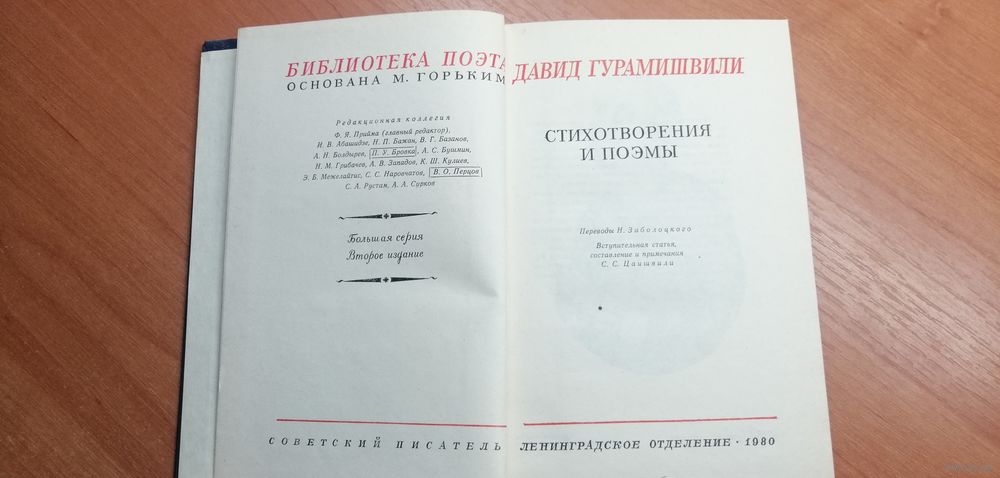 БИБЛИОТЕКА ПОЭТА
ОСНОВАНА М. ГОРЬКИМ
Редакционная коллегия
Ф. Я. Прийма (главный редактор),
И. В. Абашидзе, Н. П. Бажан, В. Г. Базанов,
А. Н. Болдырев, П. У. Бровка, А. С. Бушмин,
Н. М. Грибачев, А. В. Западов, К. Ш. Кулиев,
Э. Б. Межелайтис, С. С. Наровчатов, В. О. Перцов,
С. А. Рустам, А. А. Сурков
Большая серия
Второе издание
СОВЕТСКИЙ ПИСАТЕЛЬ
ДАВИД ГУРАМИШВИЛИ
СТИХОТВОРЕНИЯ
И ПОЭМЫ
Переводы Н. Заболоцкого
Вступительная статья,
составление и примечания
С. С. Цаишвили
ЛЕНИНГРАДСКОЕ ОТДЕЛЕНИЕ · 1980